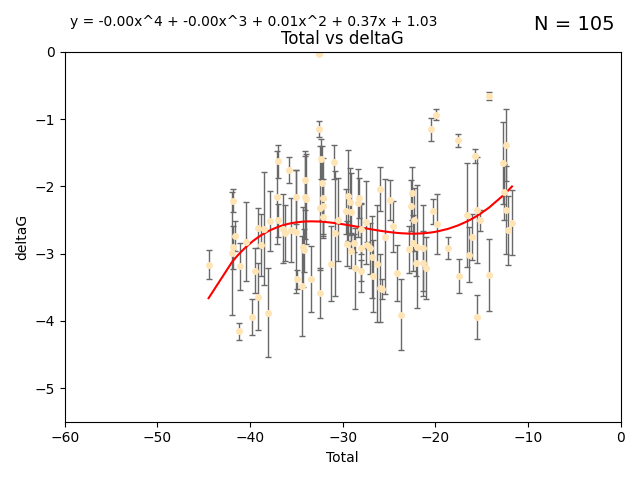 y = -0.00x^4 + -0.00x^3 + 0.01x^2 + 0.37x + 1.03
N = 105
Total vs deltaG
0
−1
−2
−3
−4
−5
deltaG
−60 −50 −40 −30 −20 −10 0
Total